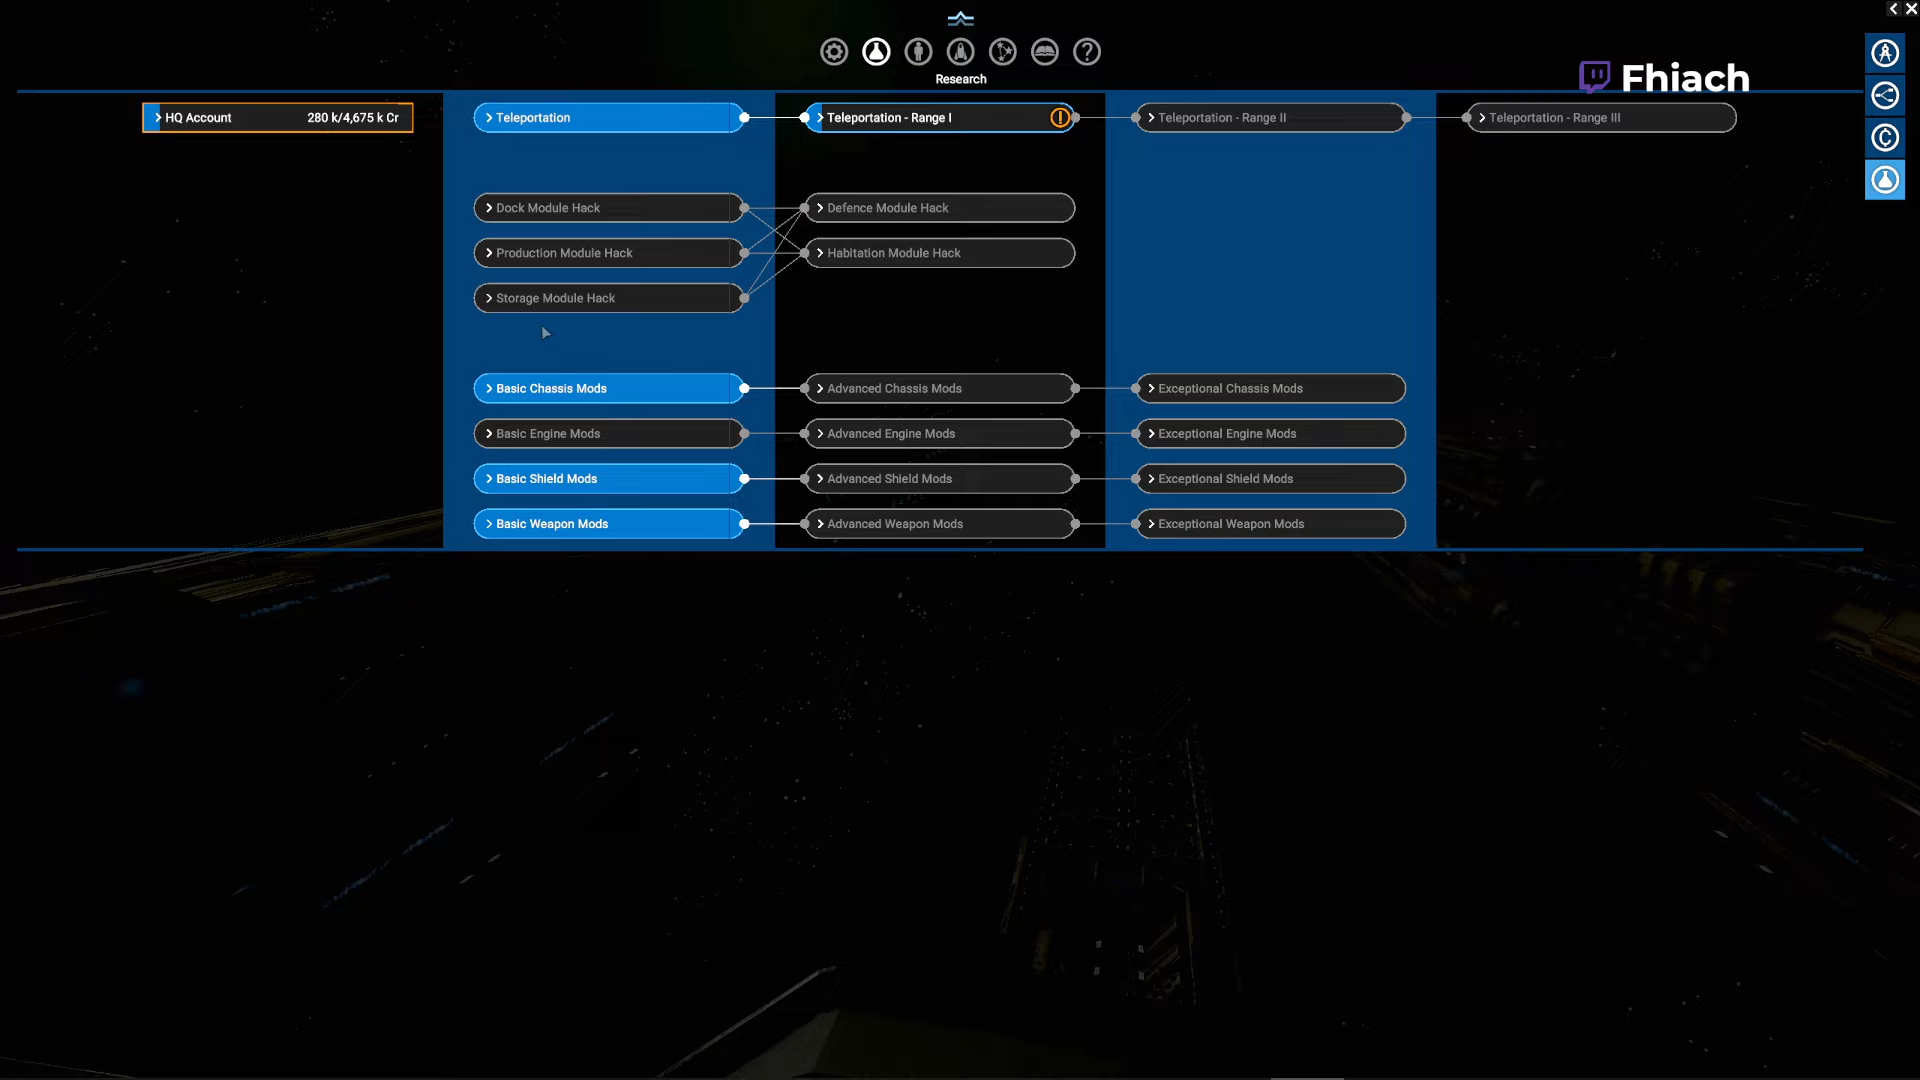 Research
Fhiach
HQ Account 280 k/4,675 k Cr
Teleportation
Teleportation - Range I
Teleportation - Range II
Teleportation - Range III
Dock Module Hack
Defence Module Hack
Production Module Hack
Habitation Module Hack
Storage Module Hack
Basic Chassis Mods
Advanced Chassis Mods
Exceptional Chassis Mods
Basic Engine Mods
Advanced Engine Mods
Exceptional Engine Mods
Basic Shield Mods
Advanced Shield Mods
Exceptional Shield Mods
Basic Weapon Mods
Advanced Weapon Mods
Exceptional Weapon Mods